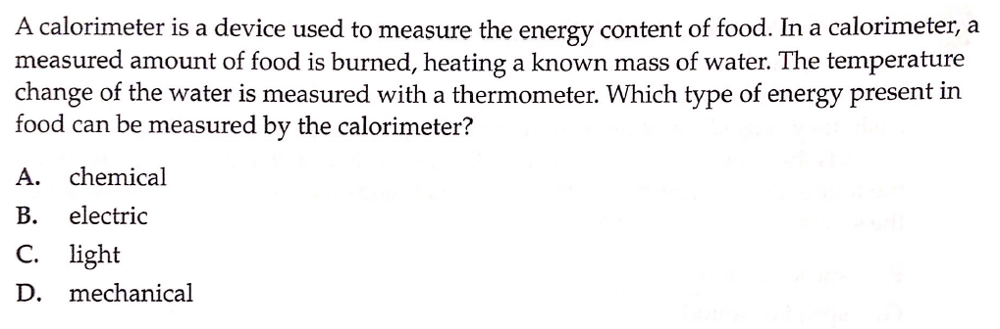 A calorimeter is a device used to measure the energy content of food. In a calorimeter, a
measured amount of food is burned, heating a known mass of water. The temperature
change of the water is measured with a thermometer. Which type of energy present in
food can be measured by the calorimeter?
A. chemical
B. electric
C. light
D. mechanical